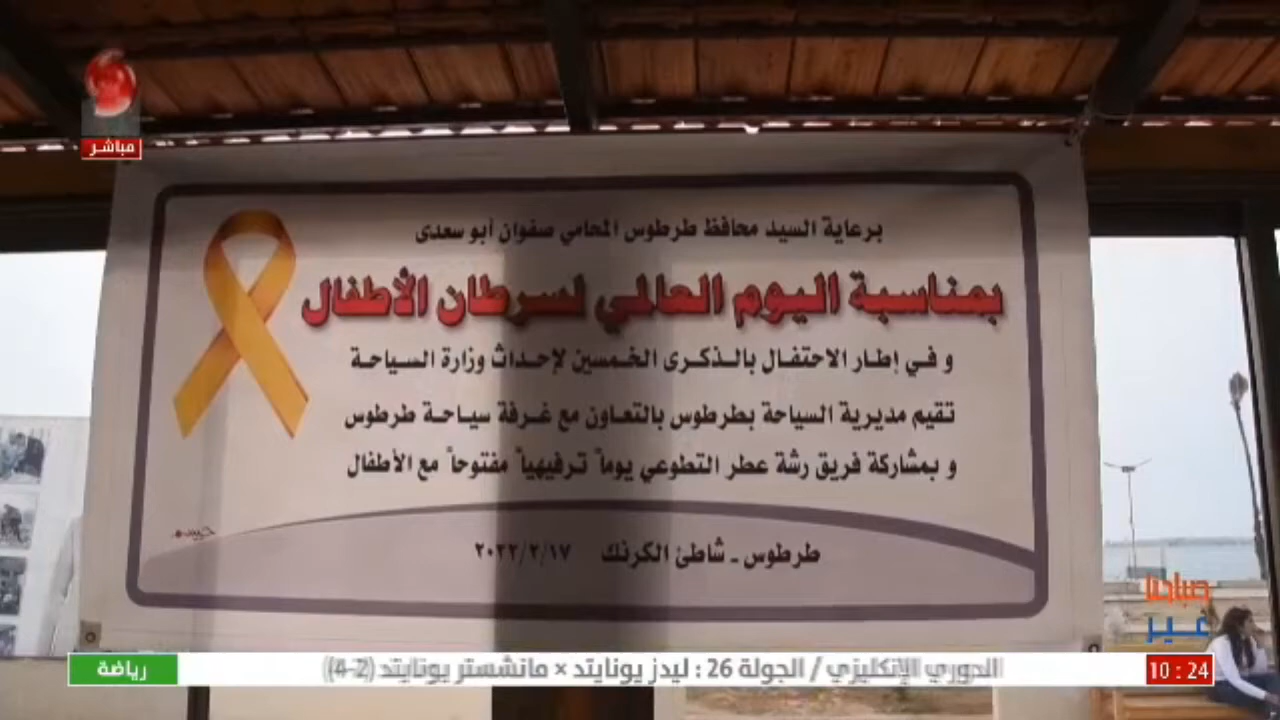 مباشر
برعاية السيد محافظ طرطوس المحامي صفوان أبو سعدى
بمناسبة اليوم العالمي لسرطان الأطفال
و في إطار الاحتفال بالذكرى الخمسين لإحداث وزارة السياحة
تقيم مديرية السياحة بطرطوس بالتعاون مع غرفة سياحة طرطوس
و بمشاركة فريق رشة عطر التطوعي يوماً ترفيهياً مفتوحاً مع الأطفال
طرطوس - شاطئ الكرنك ٢٠٢٢/٢/١٧
صباحنا
غير
رياضة
الدوري الإنكليزي / الجولة 26 : ليدز يونايتد × مانشستر يونايتد (2-4)
10 : 24